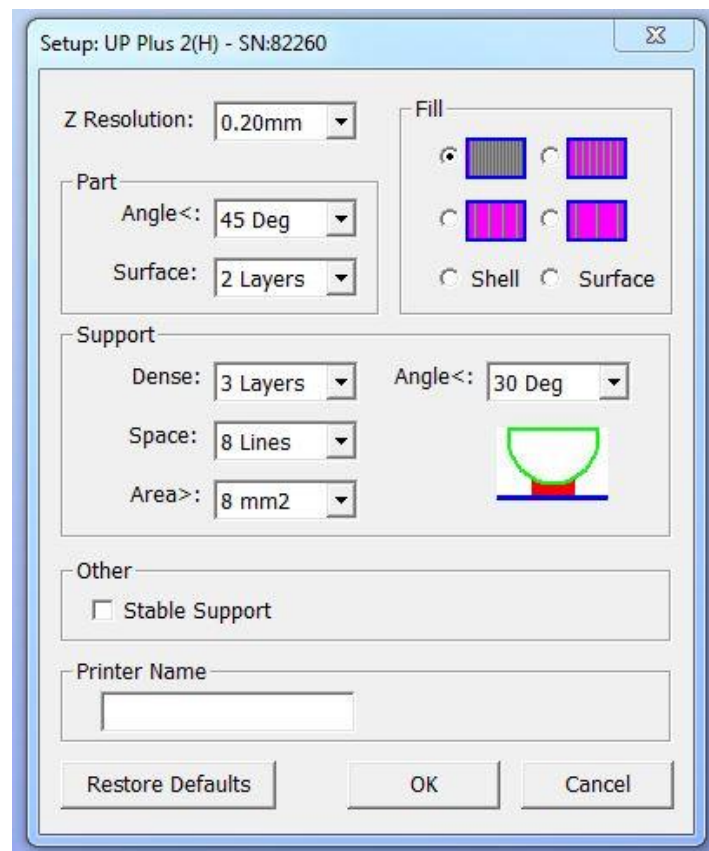 Setup: UP Plus 2(H) - SN:82260
Z Resolution: 0.20mm
Fill
Part
Angle<: 45 Deg
Surface: 2 Layers
Shell Surface
Support
Dense: 3 Layers Angle<: 30 Deg
Space: 8 Lines
Area>: 8 mm2
Other
Stable Support
Printer Name
Restore Defaults OK Cancel